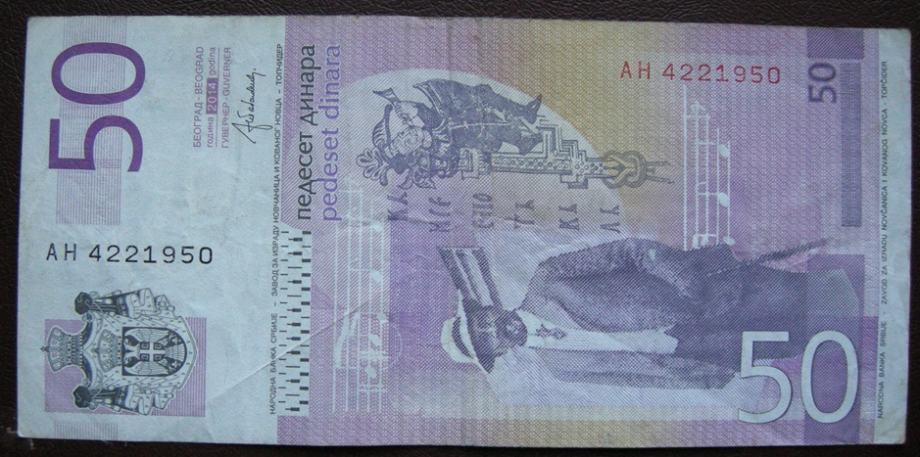 50
БЕОГРАД - BEOGRAD
година 2014 godina
ГУВЕРНЕР - GUVERNER
НАРОДНА БАНКА СРБИЈЕ - ЗАВОД ЗА ИЗРАДУ НОВЧАНИЦА И КОВАНОГ НОВЦА - ТОПЧИДЕР
педесет ДИНАРА
pedeset dinara
AH 4221950
AH 4221950
50
50
NARODNA BANKA SRBIJE - ZAVOD ZA IZRADU NOVČANICA I KOVANOG NOVCA - TOPČIDER